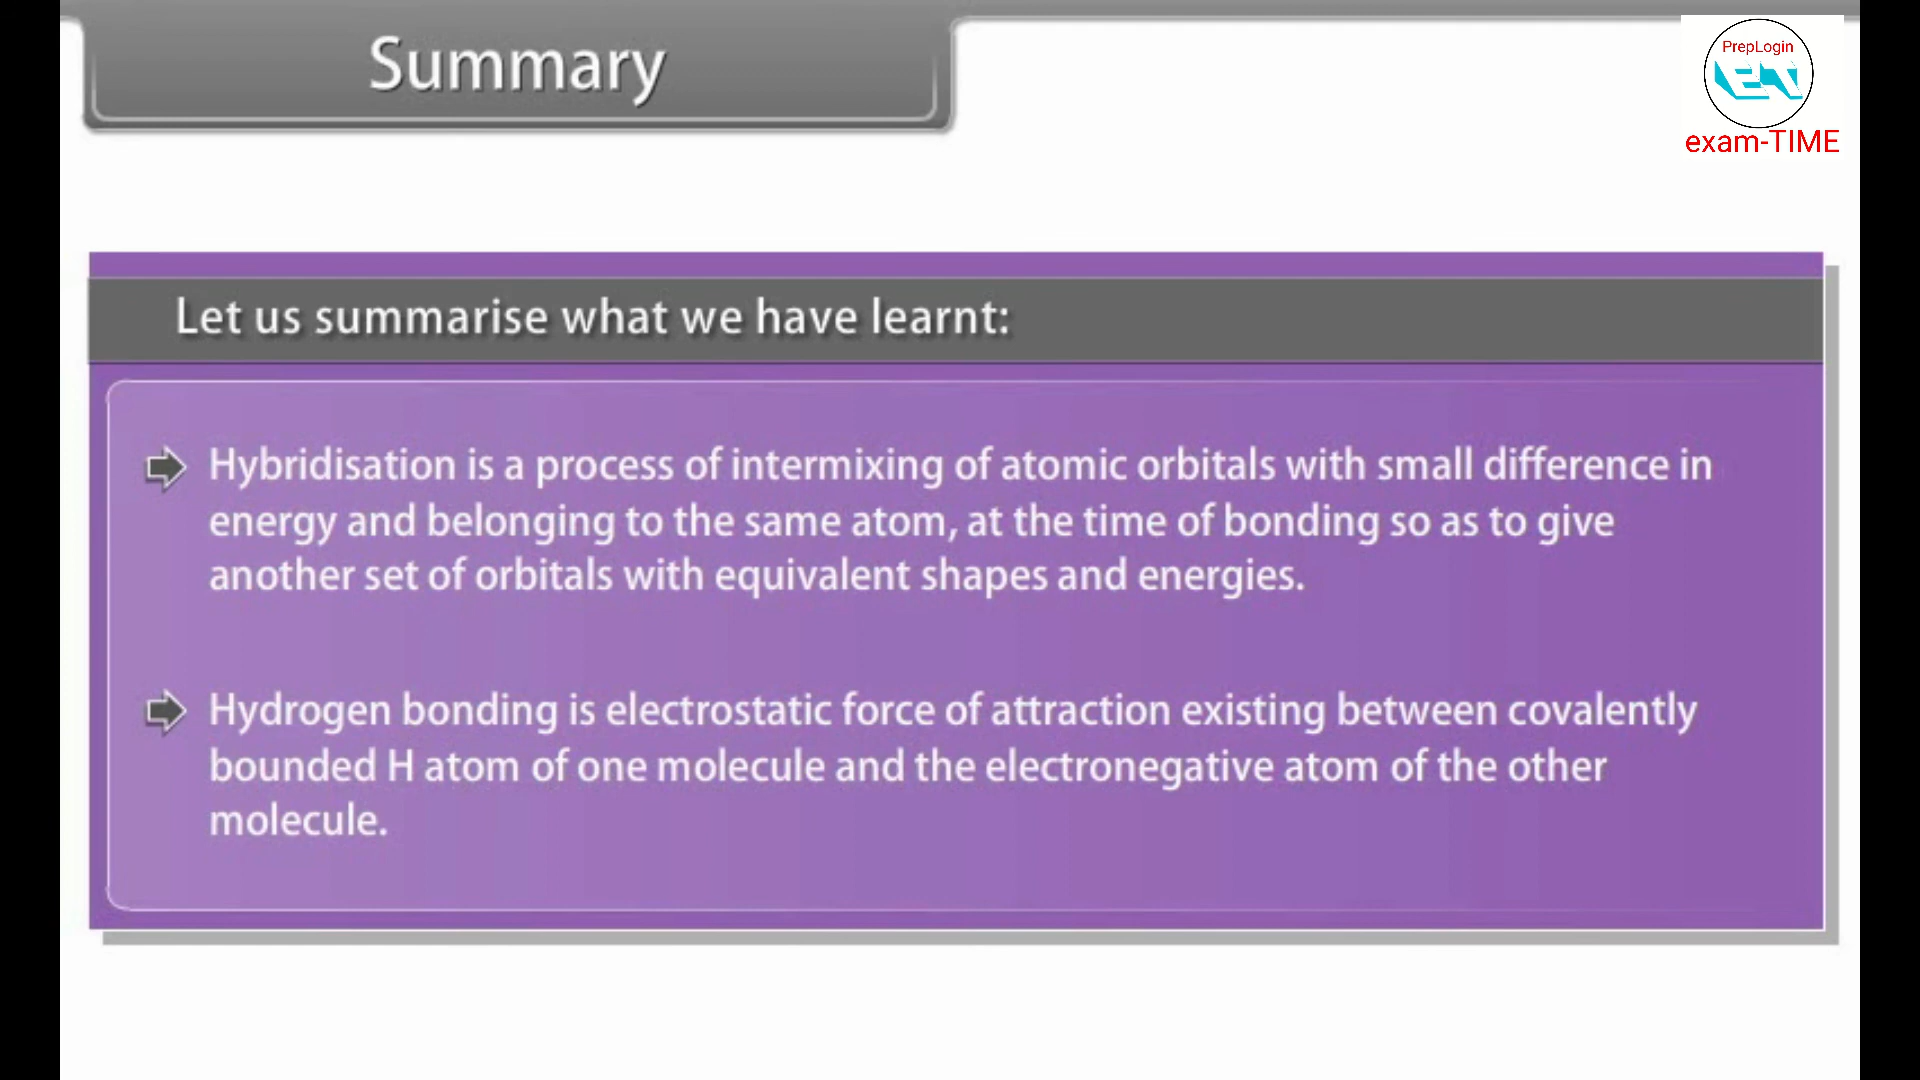 Summary
PrepLogin
ET
exam-TIME
Let us summarise what we have learnt:
Hybridisation is a process of intermixing of atomic orbitals with small difference in
energy and belonging to the same atom, at the time of bonding so as to give
another set of orbitals with equivalent shapes and energies.
Hydrogen bonding is electrostatic force of attraction existing between covalently
bounded H atom of one molecule and the electronegative atom of the other
molecule.